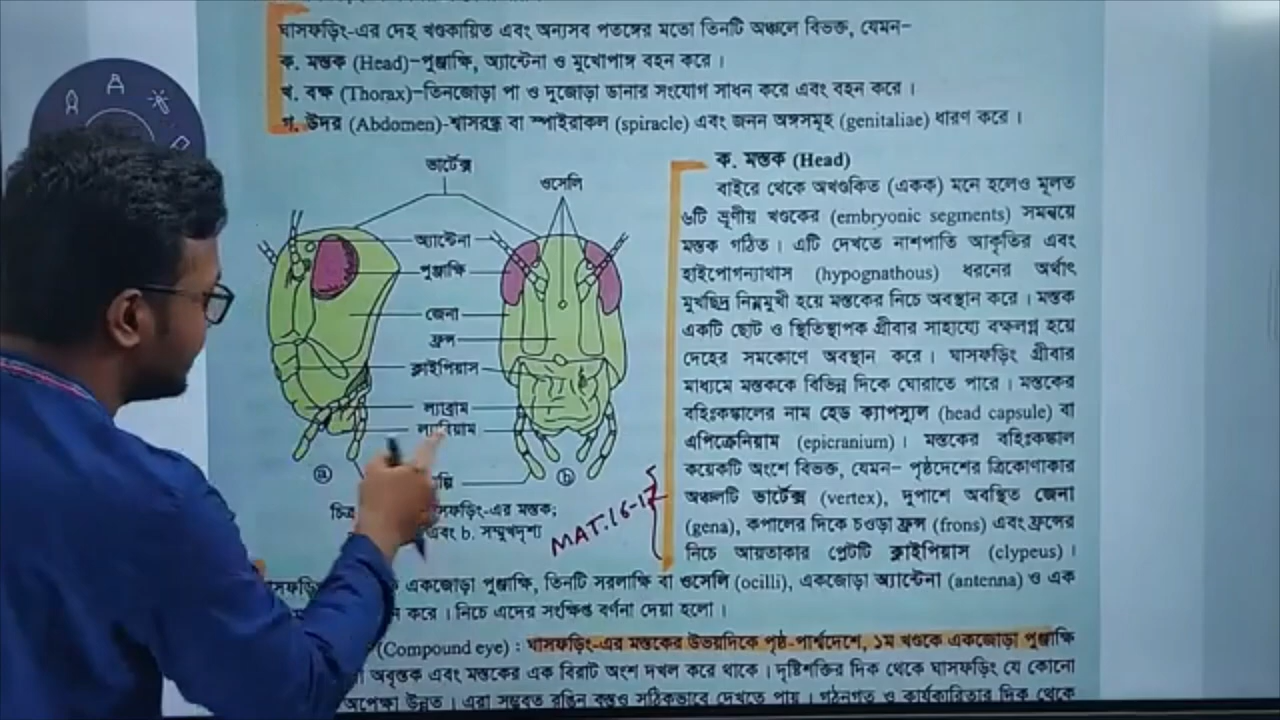 ঘাসফড়িং-এর দেহ খণ্ডকায়িত এবং অন্যসব পতঙ্গের মতো তিনটি অঞ্চলে বিভক্ত, যেমন–
ক. মস্তক (Head)–পুঞ্জাক্ষি, অ্যান্টেনা ও মুখোপাঙ্গ বহন করে।
খ. বক্ষ (Thorax)–তিনজোড়া পা ও দুজোড়া ডানার সংযোগ সাধন করে এবং বহন করে।
গ. উদর (Abdomen)-শ্বাসরন্ধ্র বা স্পাইরাকল (spiracle) এবং জনন অঙ্গসমূহ (genitaliae) ধারণ করে।
ভার্টেক্স
ওসেলি
অ্যান্টেনা
পুঞ্জাক্ষি
জেনা
ফ্রন্স
ক্লাইপিয়াস
ল্যাব্রাম
ল্যাবিয়াম
a
b
চিত্র
সফড়িং-এর মস্তক;
এবং b. সম্মুখদৃশ্য
MAT:16-17
ক. মস্তক (Head)
বাইরে থেকে অখণ্ডকিত (একক) মনে হলেও মূলত
৬টি ভ্রূণীয় খণ্ডকের (embryonic segments) সমন্বয়ে
মস্তক গঠিত। এটি দেখতে নাশপাতি আকৃতির এবং
হাইপোগন্যাথাস (hypognathous) ধরনের অর্থাৎ
মুখছিদ্র নিম্নমুখী হয়ে মস্তকের নিচে অবস্থান করে। মস্তক
একটি ছোট ও স্থিতিস্থাপক গ্রীবার সাহায্যে বক্ষলগ্ন হয়ে
দেহের সমকোণে অবস্থান করে। ঘাসফড়িং গ্রীবার
মাধ্যমে মস্তককে বিভিন্ন দিকে ঘোরাতে পারে। মস্তকের
বহিঃকঙ্কালের নাম হেড ক্যাপস্যুল (head capsule) বা
এপিক্রেনিয়াম (epicranium)। মস্তকের বহিঃকঙ্কাল
কয়েকটি অংশে বিভক্ত, যেমন– পৃষ্ঠদেশের ত্রিকোণাকার
অঞ্চলটি ভার্টেক্স (vertex), দুপাশে অবস্থিত জেনা
(gena), কপালের দিকে চওড়া ফ্রন্স (frons) এবং ফ্রন্সের
নিচে আয়তাকার প্লেটটি ক্লাইপিয়াস (clypeus)।
একজোড়া পুঞ্জাক্ষি, তিনটি সরলাক্ষি বা ওসেলি (ocilli), একজোড়া অ্যান্টেনা (antenna) ও এক
করে। নিচে এদের সংক্ষিপ্ত বর্ণনা দেয়া হলো।
(Compound eye) : ঘাসফড়িং-এর মস্তকের উভয়দিকে পৃষ্ঠ-পার্শ্বদেশে, ১ম খণ্ডকে একজোড়া পুঞ্জাক্ষি
অবৃন্তক এবং মস্তকের এক বিরাট অংশ দখল করে থাকে। দৃষ্টিশক্তির দিক থেকে ঘাসফড়িং যে কোনো
অপেক্ষা উন্নত। এরা সম্ভবত রঙিন বস্তুও সঠিকভাবে দেখতে পায়। গঠনগত ও কার্যকারিতার দিক থেকে